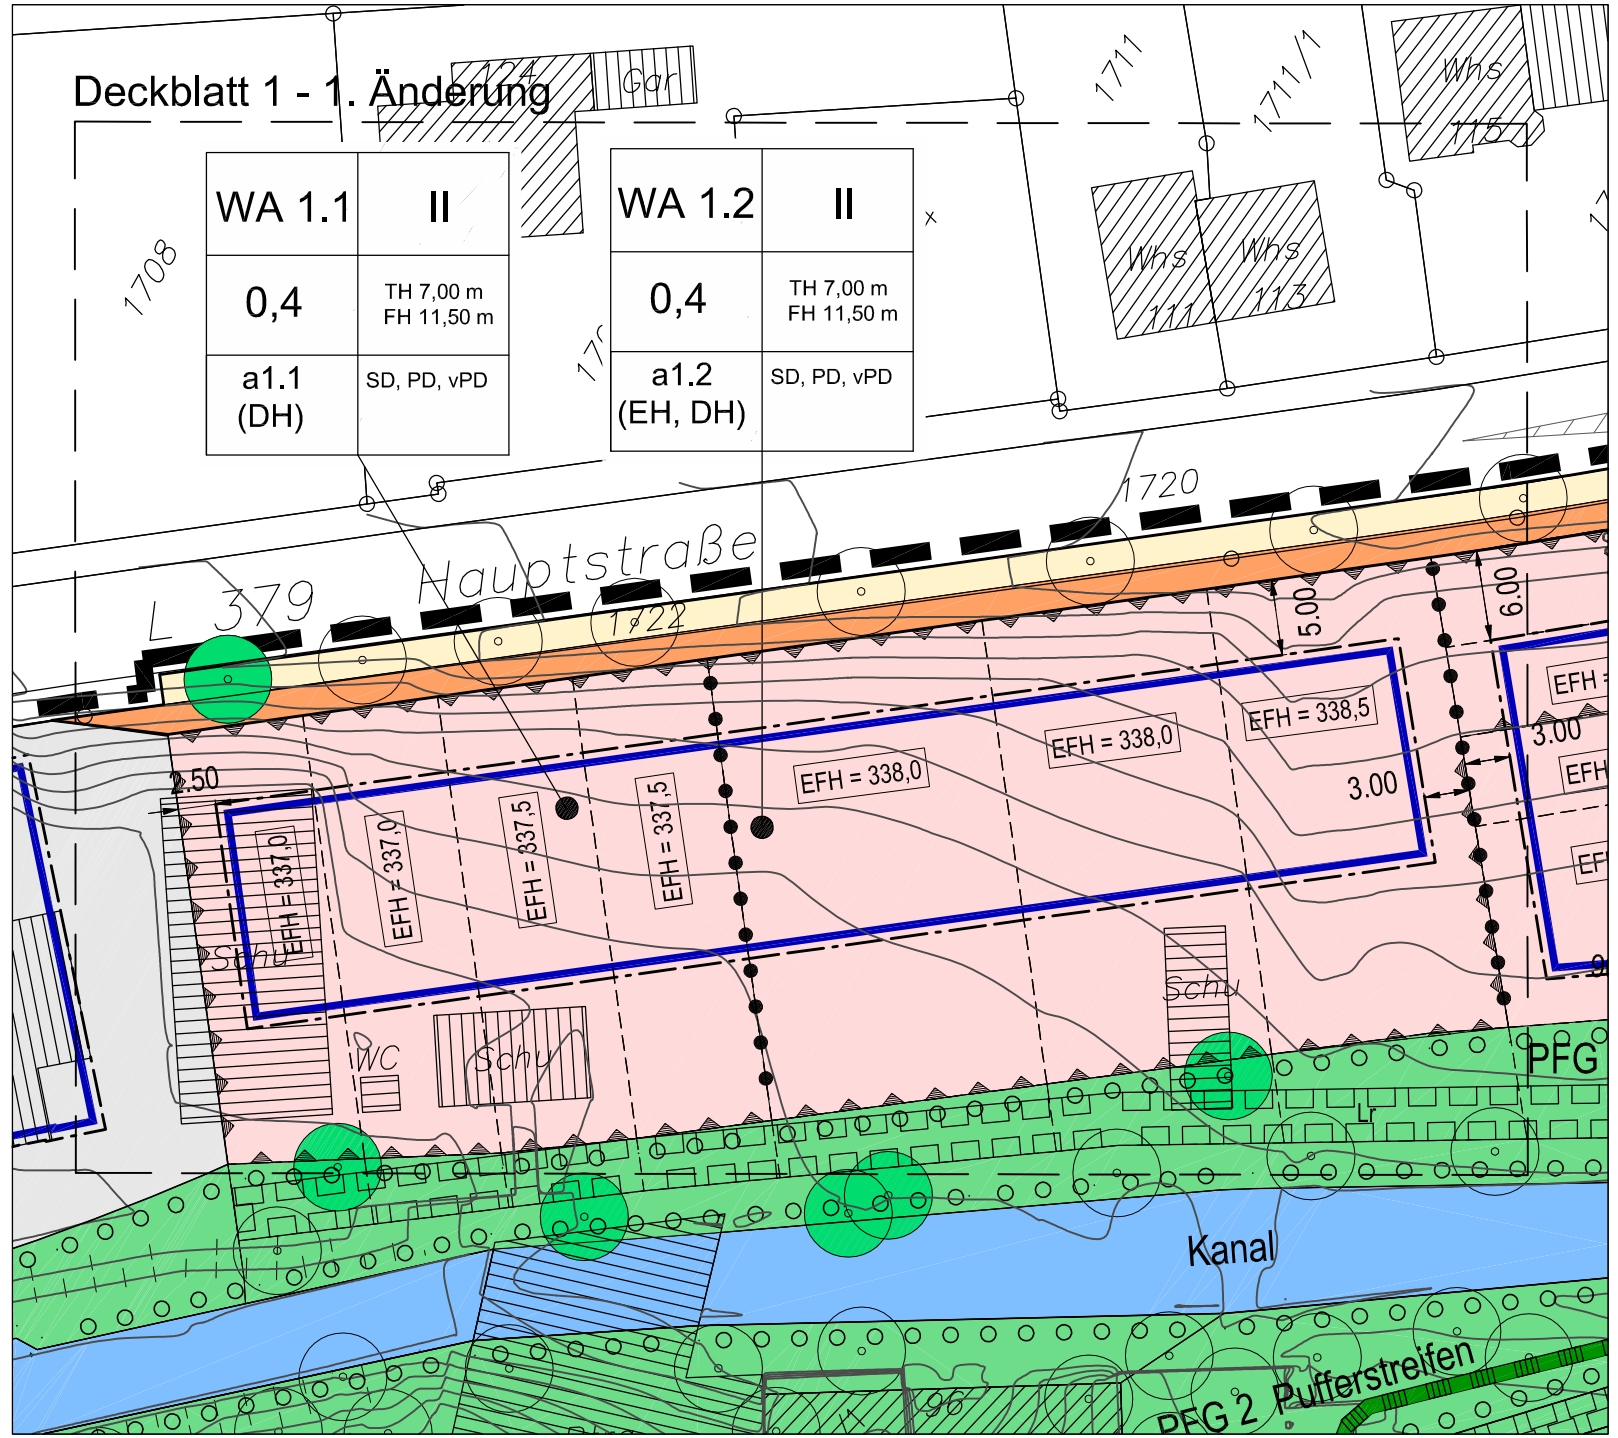 Deckblatt 1 - 1. Änderung
124
Gar
1711
1711/1
Whs
115
WA 1.1
II
0,4
TH 7,00 m
FH 11,50 m
a1.1
(DH)
SD, PD, vPD
WA 1.2
II
0,4
TH 7,00 m
FH 11,50 m
a1.2
(EH, DH)
SD, PD, vPD
x
1708
Whs
111
Whs
113
1720
Hauptstraße
L 379
1722
5.00
6.00
2.50
EFH = 337,0
EFH = 337,0
EFH = 337,5
EFH = 337,5
EFH = 338,0
EFH = 338,0
EFH = 338,5
3.00
3.00
EFH =
EFH
Schu
WC
Schu
Schu
PFG
Lr
Kanal
96
PFG 2 Pufferstreifen